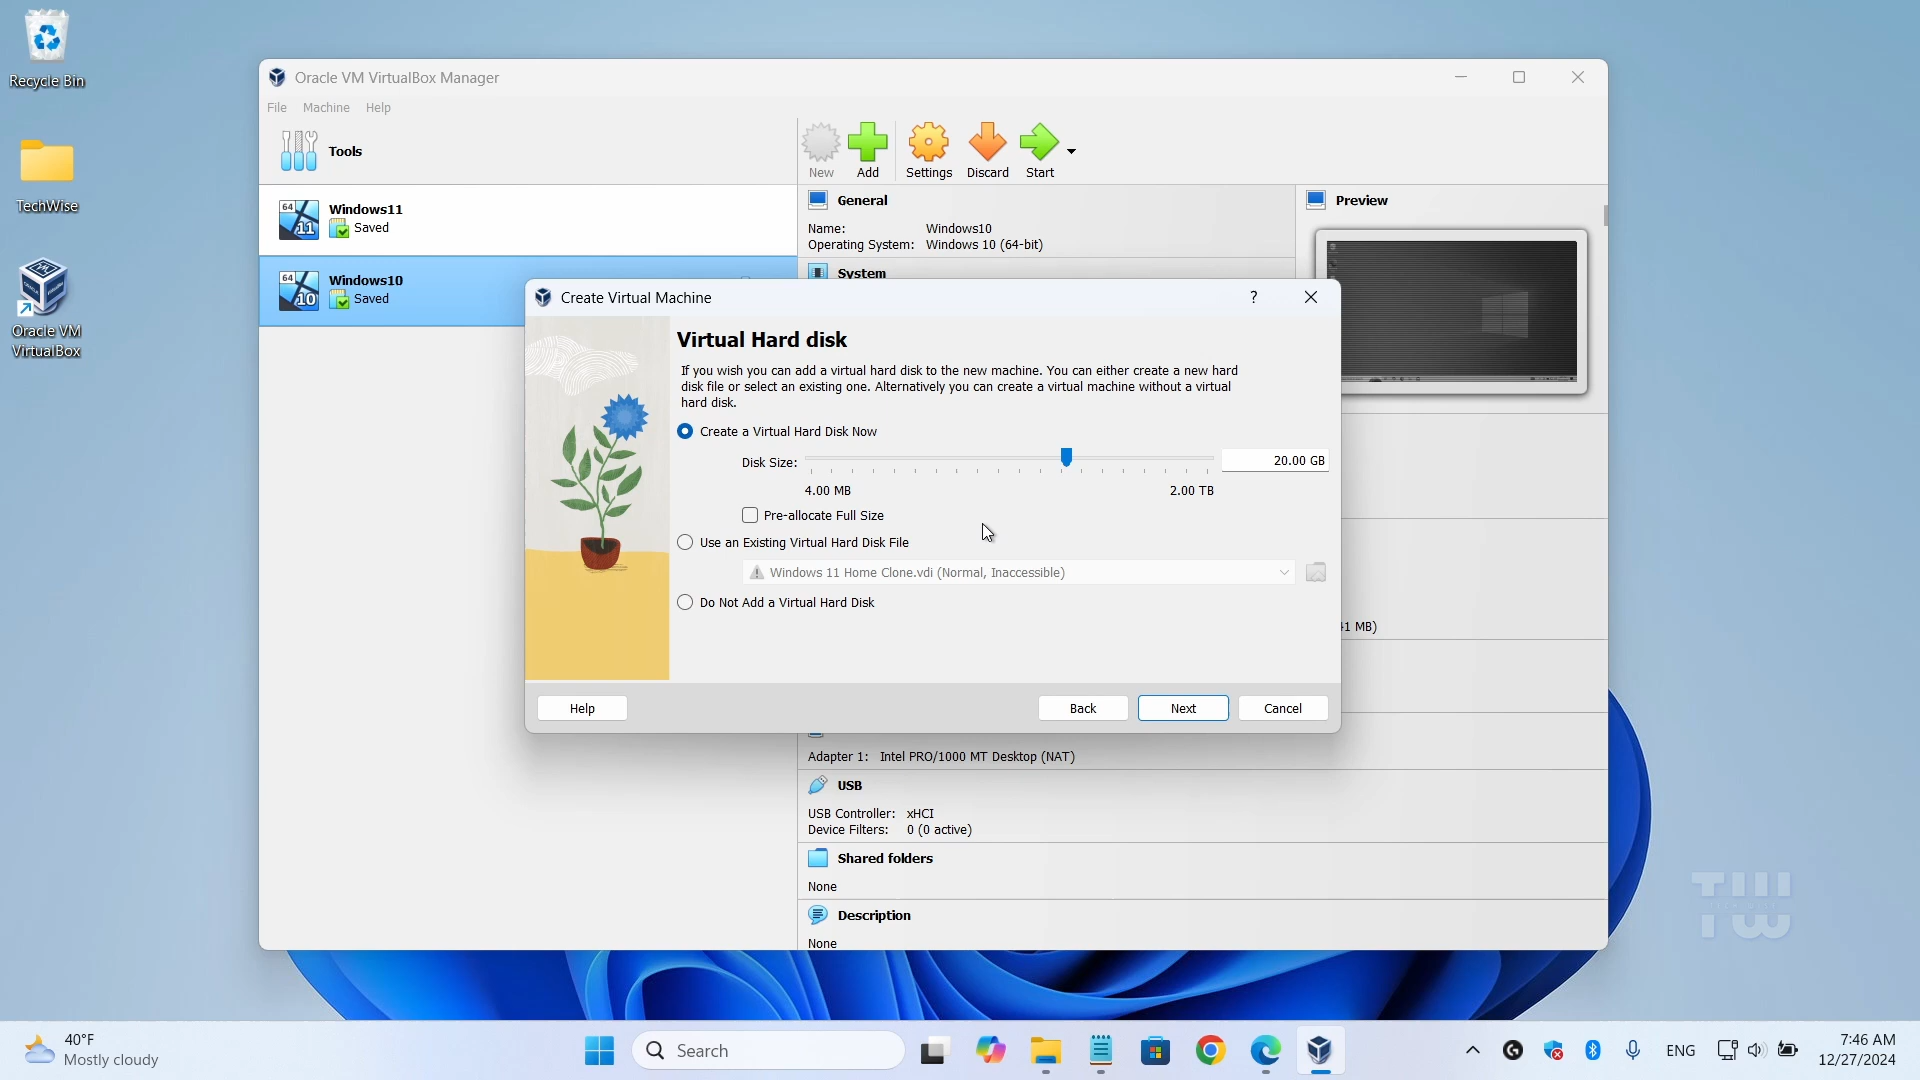 Recycle Bin
TechWise
Oracle VM
VirtualBox
Oracle VM VirtualBox Manager
File Machine Help
Tools
New Add Settings Discard Start
Windows11
Saved
Windows10
Saved
General
Name: Windows10
Operating System: Windows 10 (64-bit)
System
Preview
Create Virtual Machine
?
Virtual Hard disk
If you wish you can add a virtual hard disk to the new machine. You can either create a new hard
disk file or select an existing one. Alternatively you can create a virtual machine without a virtual
hard disk.
Create a Virtual Hard Disk Now
Disk Size: 20.00 GB
4.00 MB 2.00 TB
Pre-allocate Full Size
Use an Existing Virtual Hard Disk File
Windows 11 Home Clone.vdi (Normal, Inaccessible)
Do Not Add a Virtual Hard Disk
Help Back Next Cancel
MB)
Adapter 1: Intel PRO/1000 MT Desktop (NAT)
USB
USB Controller: xHCI
Device Filters: 0 (0 active)
Shared folders
None
Description
None
TW
40°F
Mostly cloudy
Search
ENG
7:46 AM
12/27/2024